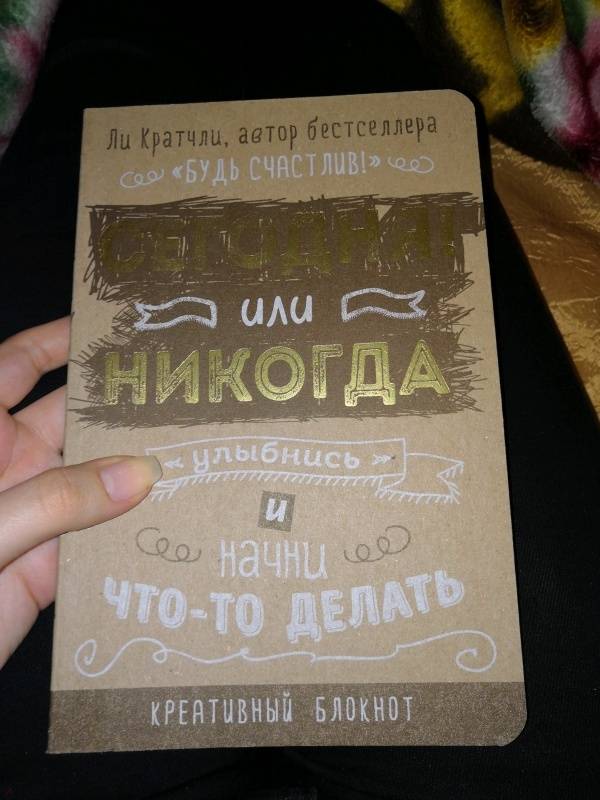 Ли Кратчли, автор бестселлера
«БУДЬ СЧАСТЛИВ!»
СЕГОДНЯ!
или
НИКОГДА
улыбнись
и
начни
ЧТО-ТО ДЕЛАТЬ
КРЕАТИВНЫЙ БЛОКНОТ